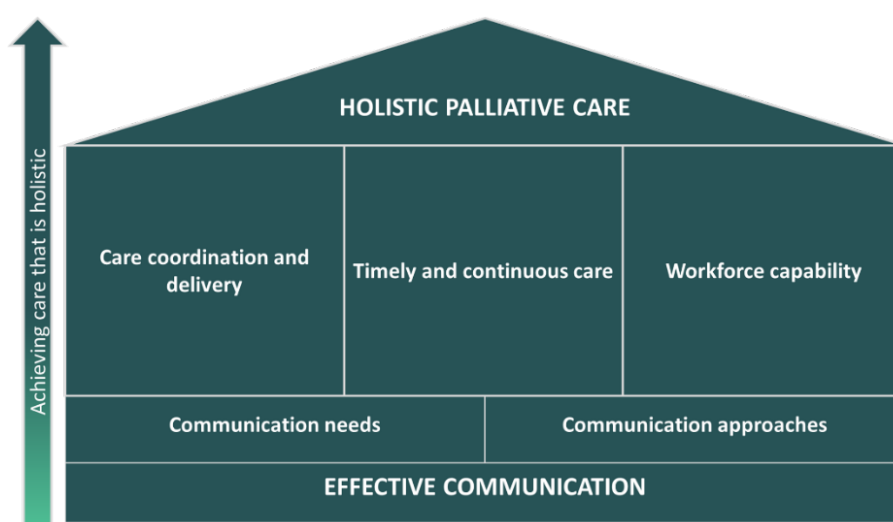 HOLISTIC PALLIATIVE CARE
Care coordination and
delivery
Timely and continuous care
Workforce capability
Communication needs
Communication approaches
EFFECTIVE COMMUNICATION
Achieving care that is holistic